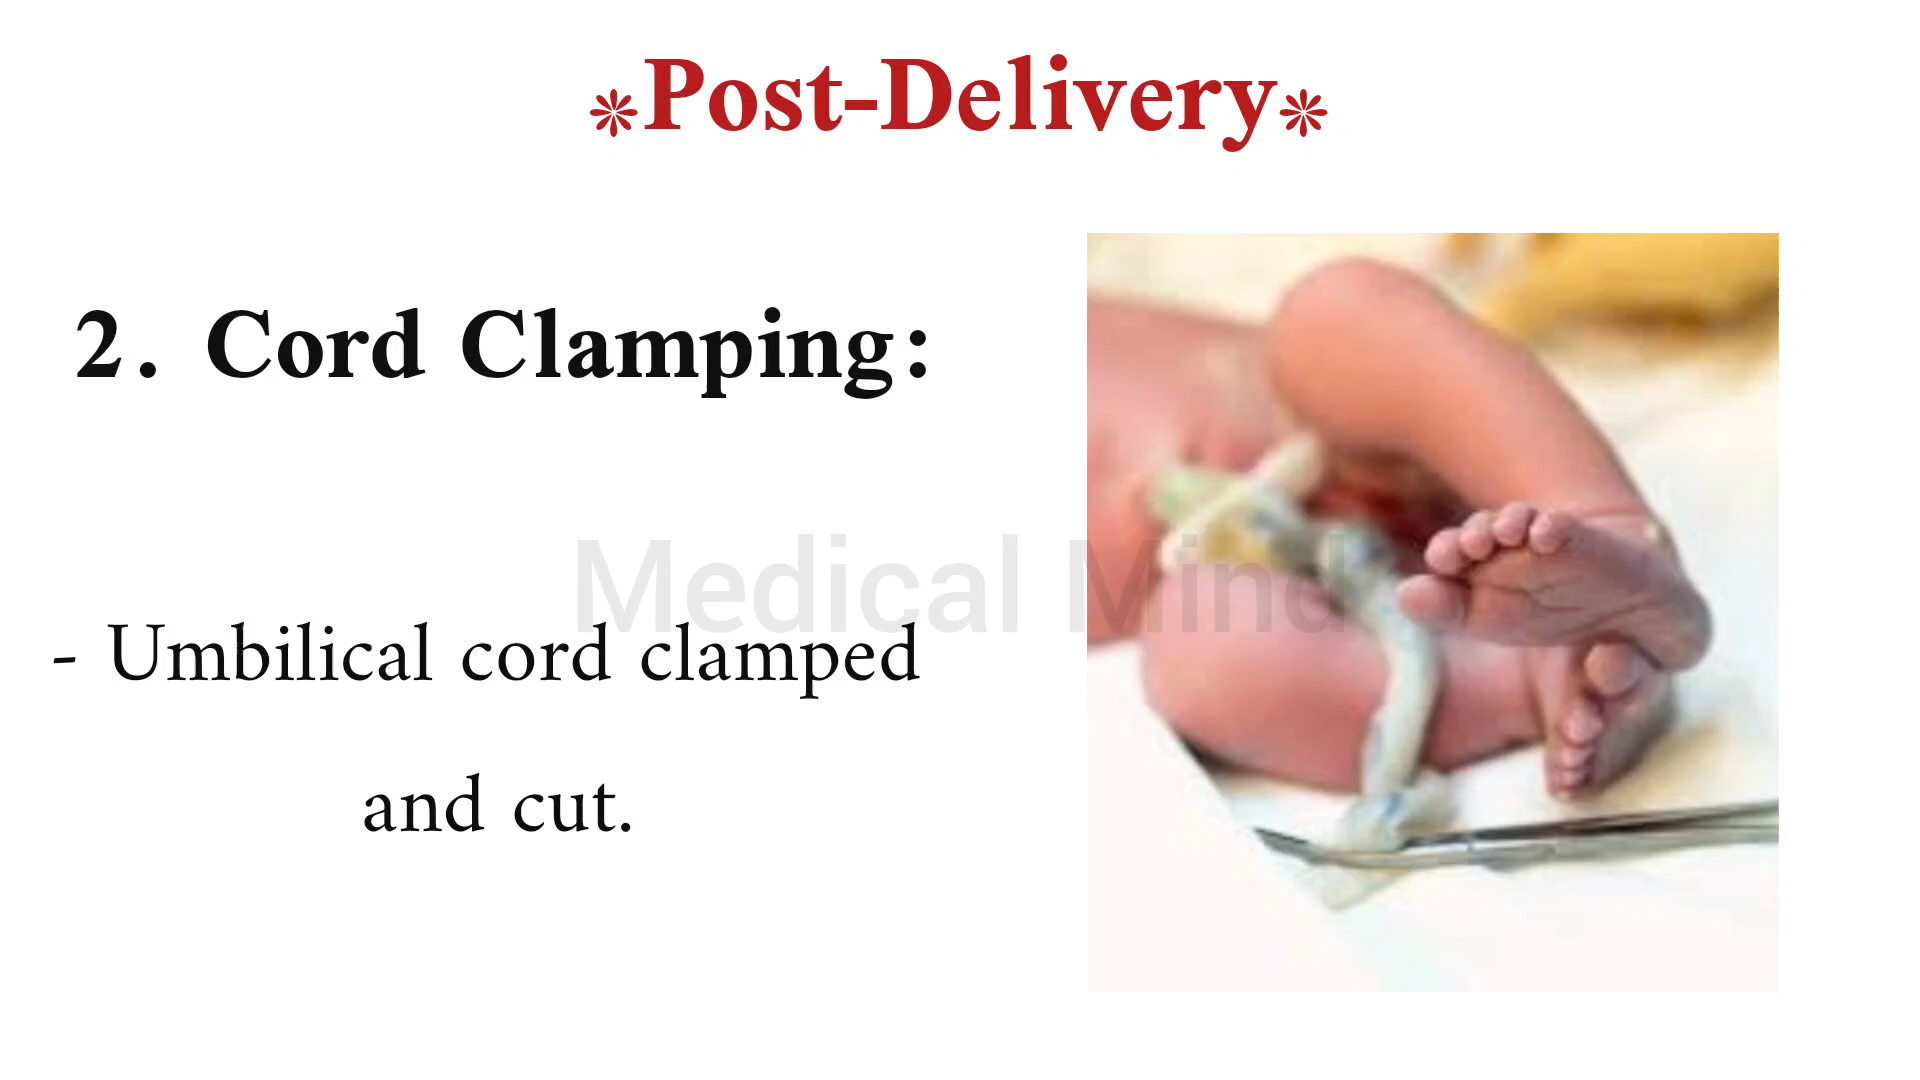 *Post-Delivery*
2. Cord Clamping:
Medical Mind
- Umbilical cord clamped
and cut.